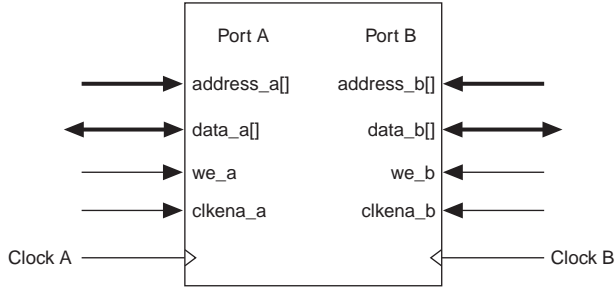 Port A Port B
address_a[] address_b[]
data_a[] data_b[]
we_a we_b
clkena_a clkena_b
Clock A Clock B